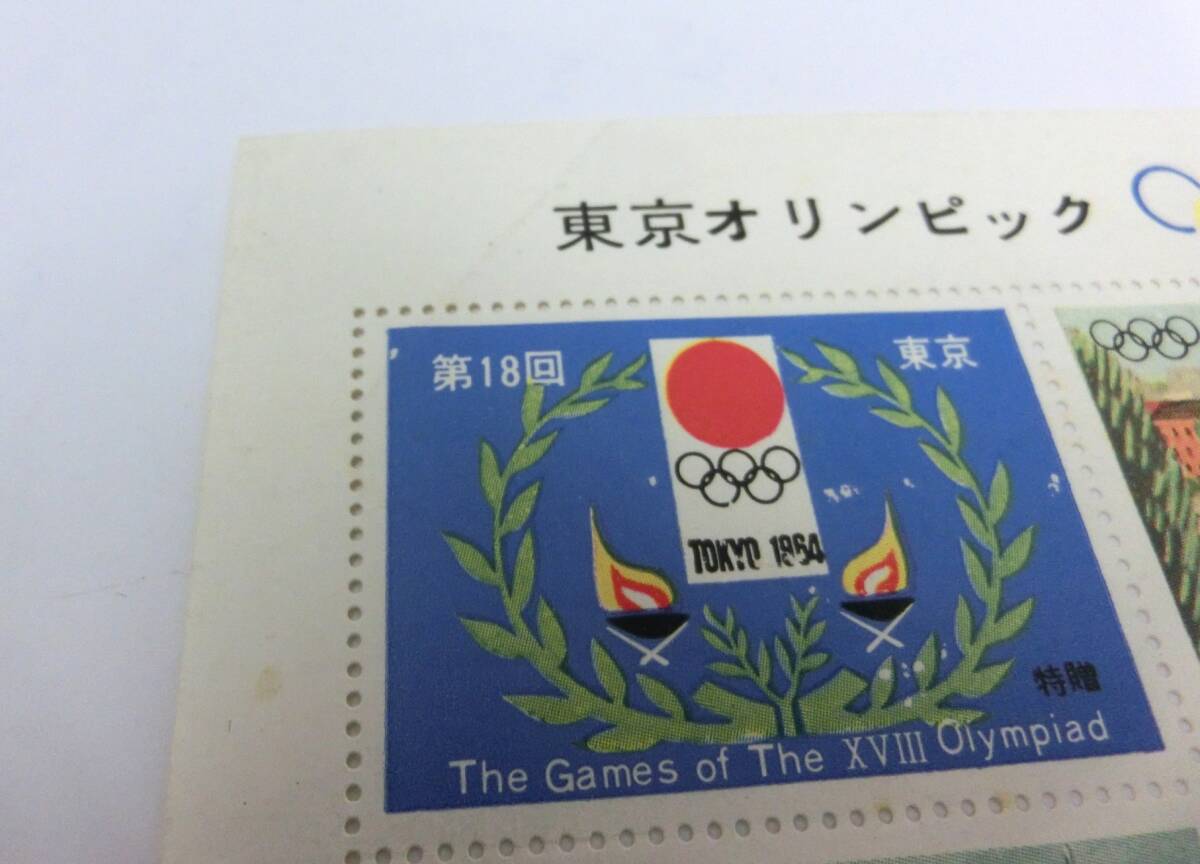 東京オリンピック
第18回
東京
TOKYO 1964
特贈
The Games of The XVIII Olympiad